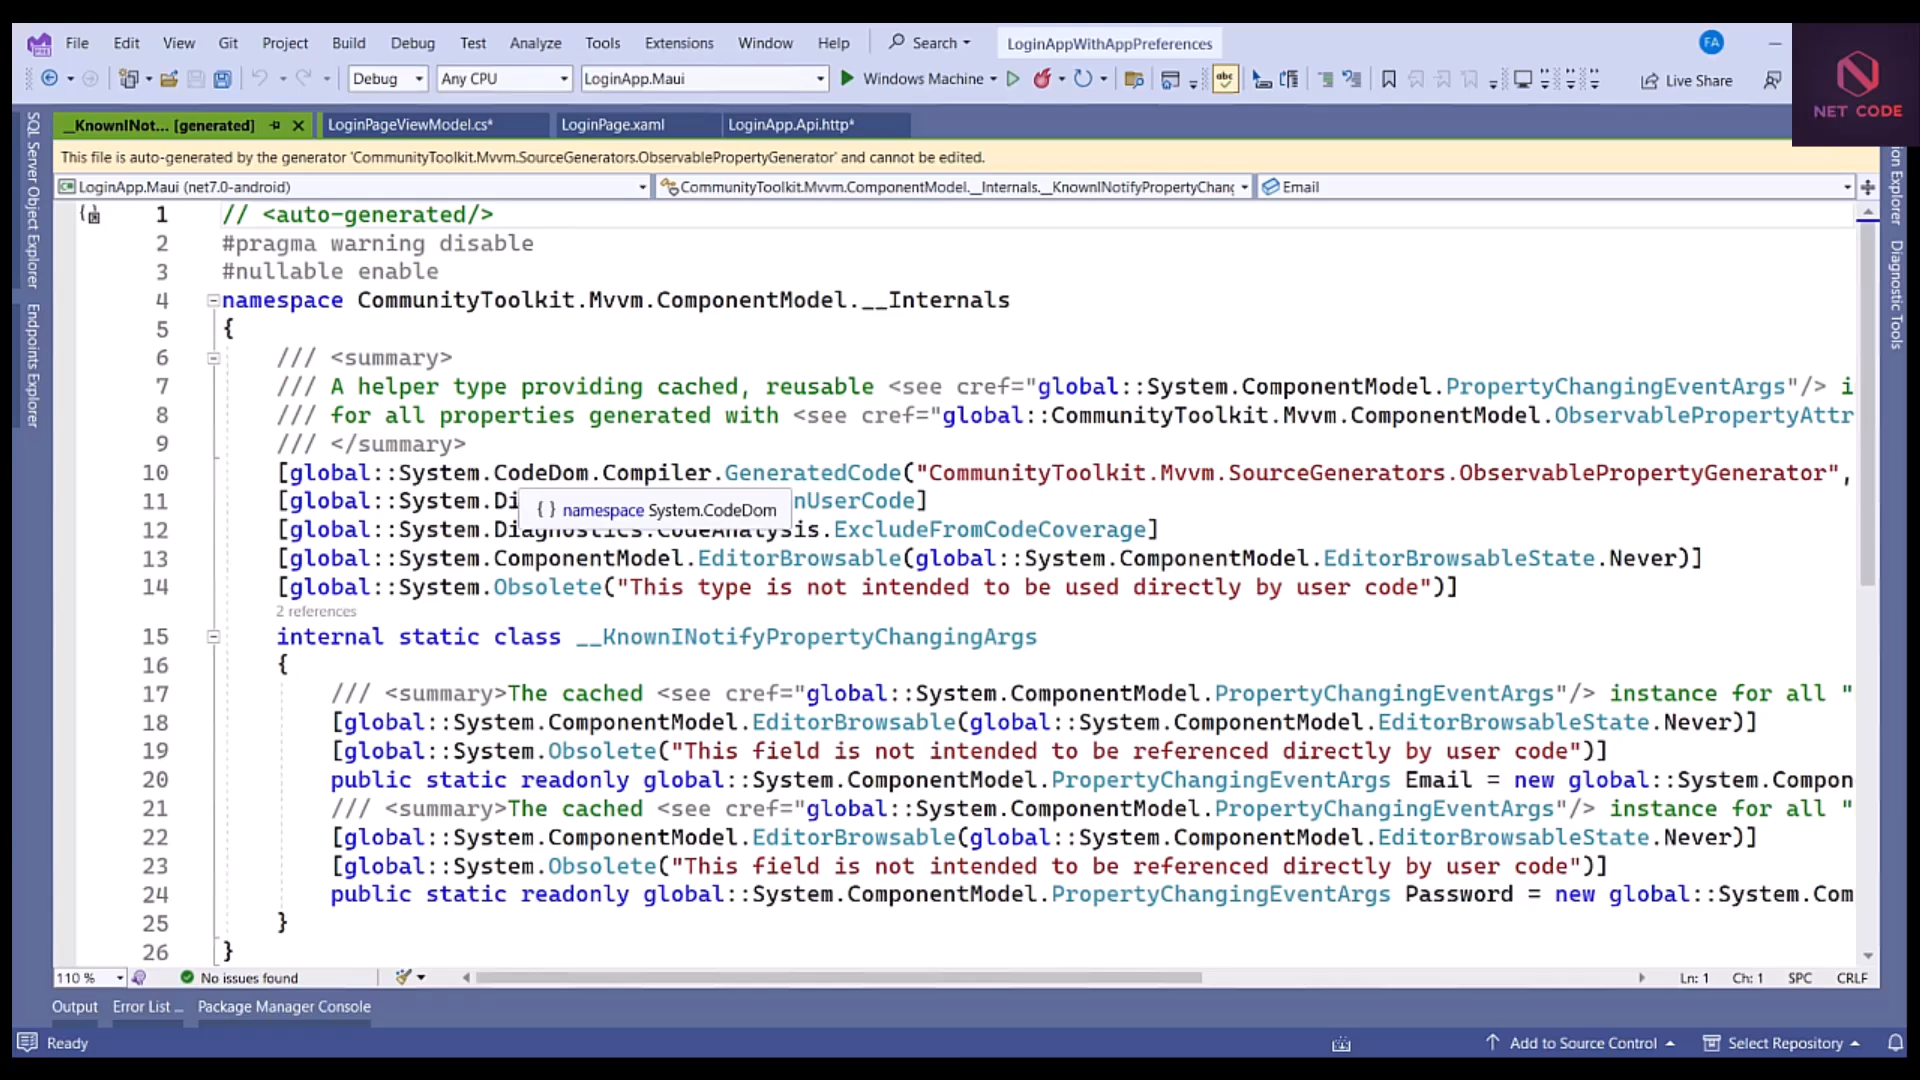 File Edit View Git Project Build Debug Test Analyze Tools Extensions Window Help Search LoginAppWithAppPreferences FA
Debug Any CPU LoginApp.Maui Windows Machine abc Live Share
NET CODE
__KnownINot... [generated] LoginPageViewModel.cs* LoginPage.xaml LoginApp.Api.http*
This file is auto-generated by the generator 'CommunityToolkit.Mvvm.SourceGenerators.ObservablePropertyGenerator' and cannot be edited.
LoginApp.Maui (net7.0-android) CommunityToolkit.Mvvm.ComponentModel.__Internals.__KnownINotifyPropertyChang Email
SQL Server Object Explorer
Endpoints Explorer
ion Explorer
Diagnostic Tools
1 // <auto-generated/>
2 #pragma warning disable
3 #nullable enable
4 namespace CommunityToolkit.Mvvm.ComponentModel.__Internals
5 {
6 /// <summary>
7 /// A helper type providing cached, reusable <see cref="global::System.ComponentModel.PropertyChangingEventArgs"/> i
8 /// for all properties generated with <see cref="global::CommunityToolkit.Mvvm.ComponentModel.ObservablePropertyAttr
9 /// </summary>
10 [global::System.CodeDom.Compiler.GeneratedCode("CommunityToolkit.Mvvm.SourceGenerators.ObservablePropertyGenerator",
11 [global::System.Di nUserCode]
{ } namespace System.CodeDom
12 [global::System.Diagnostics.CodeAnalysis.ExcludeFromCodeCoverage]
13 [global::System.ComponentModel.EditorBrowsable(global::System.ComponentModel.EditorBrowsableState.Never)]
14 [global::System.Obsolete("This type is not intended to be used directly by user code")]
2 references
15 internal static class __KnownINotifyPropertyChangingArgs
16 {
17 /// <summary>The cached <see cref="global::System.ComponentModel.PropertyChangingEventArgs"/> instance for all "
18 [global::System.ComponentModel.EditorBrowsable(global::System.ComponentModel.EditorBrowsableState.Never)]
19 [global::System.Obsolete("This field is not intended to be referenced directly by user code")]
20 public static readonly global::System.ComponentModel.PropertyChangingEventArgs Email = new global::System.Compon
21 /// <summary>The cached <see cref="global::System.ComponentModel.PropertyChangingEventArgs"/> instance for all "
22 [global::System.ComponentModel.EditorBrowsable(global::System.ComponentModel.EditorBrowsableState.Never)]
23 [global::System.Obsolete("This field is not intended to be referenced directly by user code")]
24 public static readonly global::System.ComponentModel.PropertyChangingEventArgs Password = new global::System.Com
25 }
26 }
110 % No issues found Ln: 1 Ch: 1 SPC CRLF
Output Error List ... Package Manager Console
Ready Add to Source Control Select Repository